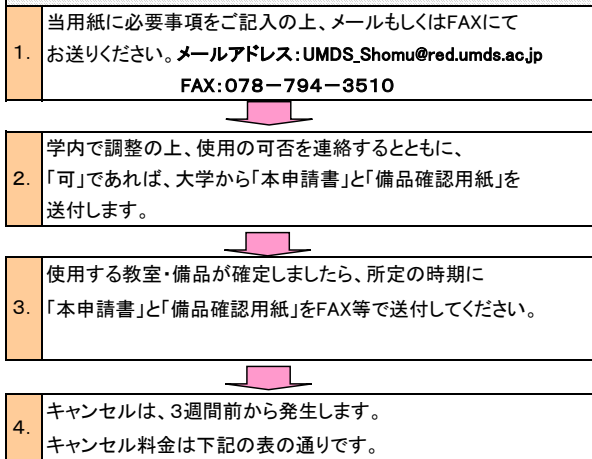 当用紙に必要事項をご記入の上、メールもしくはFAXにて
1. お送りください。メールアドレス:UMDS_Shomu@red.umds.ac.jp
FAX:078-794-3510
学内で調整の上、使用の可否を連絡するとともに、
2. 「可」であれば、大学から「本申請書」と「備品確認用紙」を
送付します。
使用する教室・備品が確定しましたら、所定の時期に
3. 「本申請書」と「備品確認用紙」をFAX等で送付してください。
4. キャンセルは、3週間前から発生します。
キャンセル料金は下記の表の通りです。